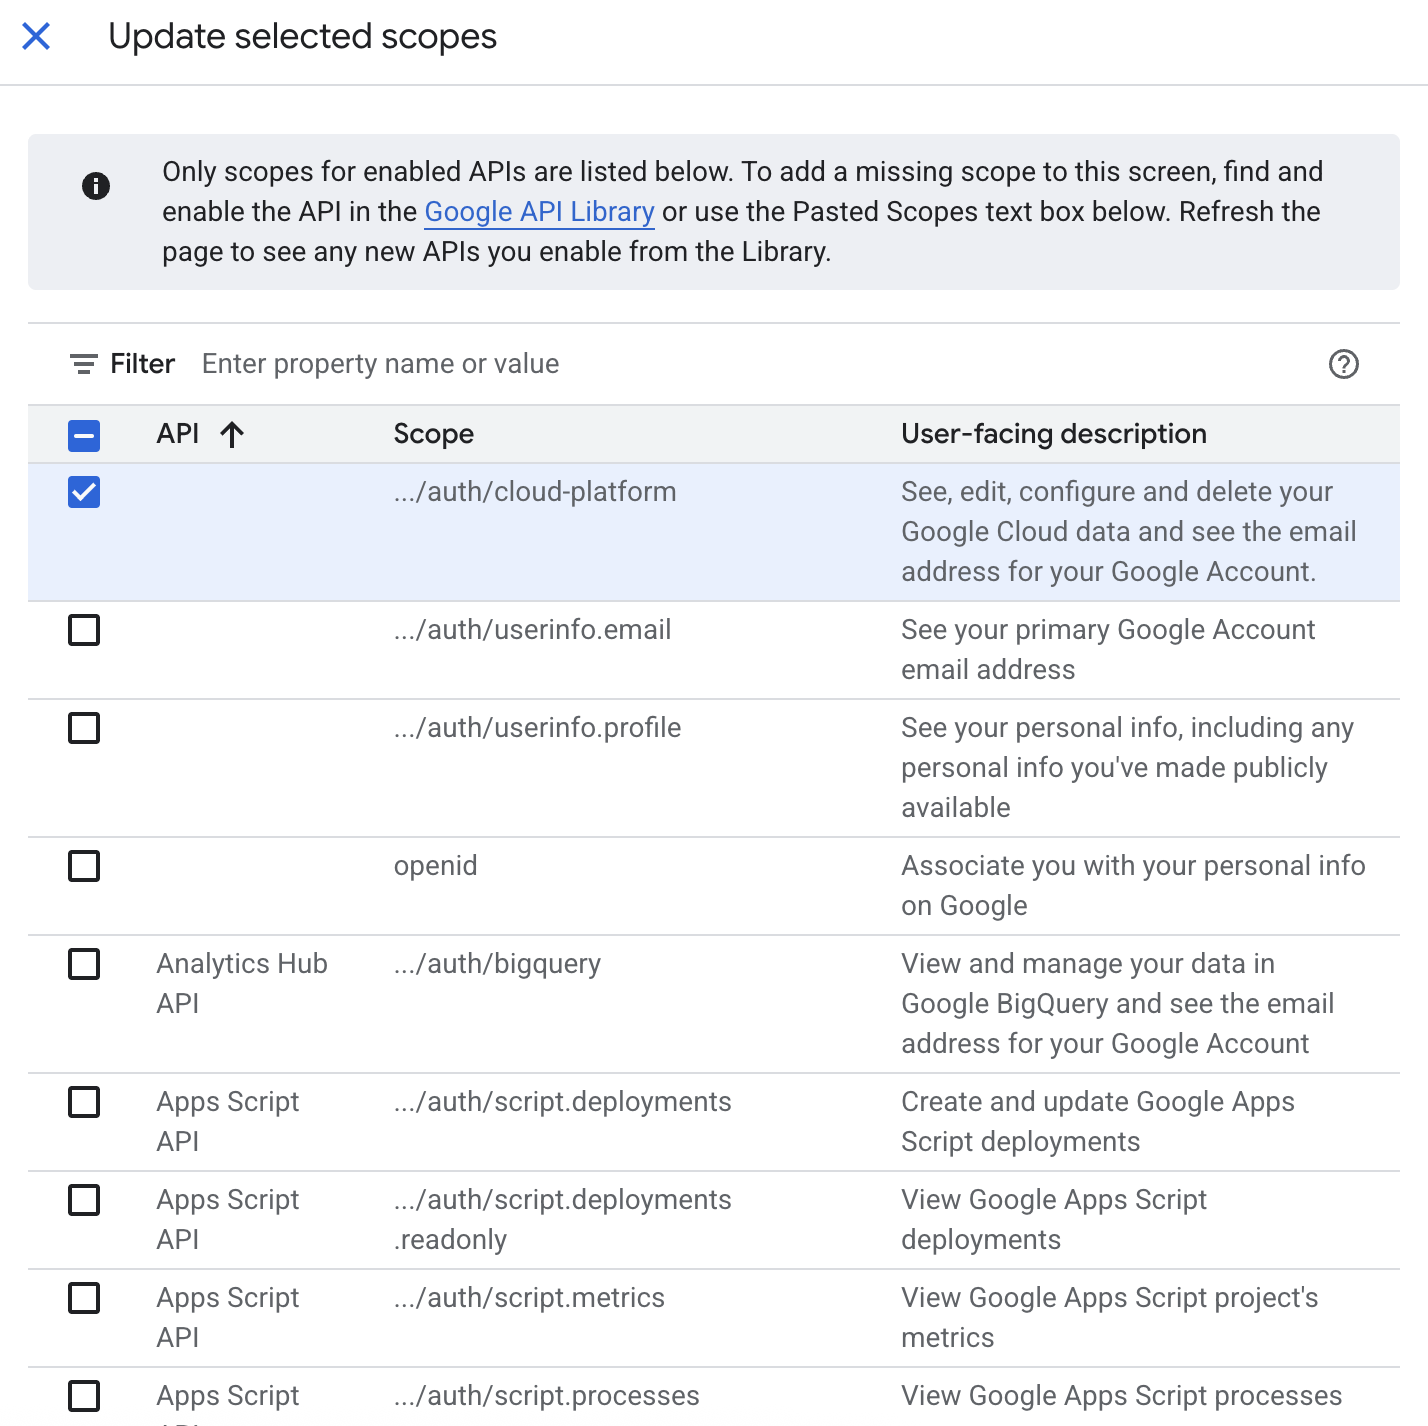 Update selected scopes
Only scopes for enabled APIs are listed below. To add a missing scope to this screen, find and
enable the API in the Google API Library or use the Pasted Scopes text box below. Refresh the
page to see any new APIs you enable from the Library.
Filter Enter property name or value
API Scope User-facing description
.../auth/cloud-platform See, edit, configure and delete your
Google Cloud data and see the email
address for your Google Account.
.../auth/userinfo.email See your primary Google Account
email address
.../auth/userinfo.profile See your personal info, including any
personal info you've made publicly
available
openid Associate you with your personal info
on Google
Analytics Hub .../auth/bigquery View and manage your data in
API Google BigQuery and see the email
address for your Google Account
Apps Script .../auth/script.deployments Create and update Google Apps
API Script deployments
Apps Script .../auth/script.deployments View Google Apps Script
API .readonly deployments
Apps Script .../auth/script.metrics View Google Apps Script project's
API metrics
Apps Script .../auth/script.processes View Google Apps Script processes